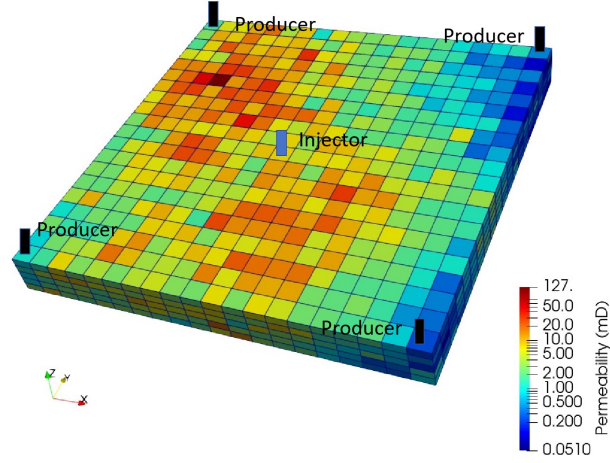 Producer
Producer
Injector
Producer
Producer
127.
50.0
20.0
10.0
5.00
2.00
1.00
0.500
0.200
0.0510
Permeability (mD)
Z
Y
X